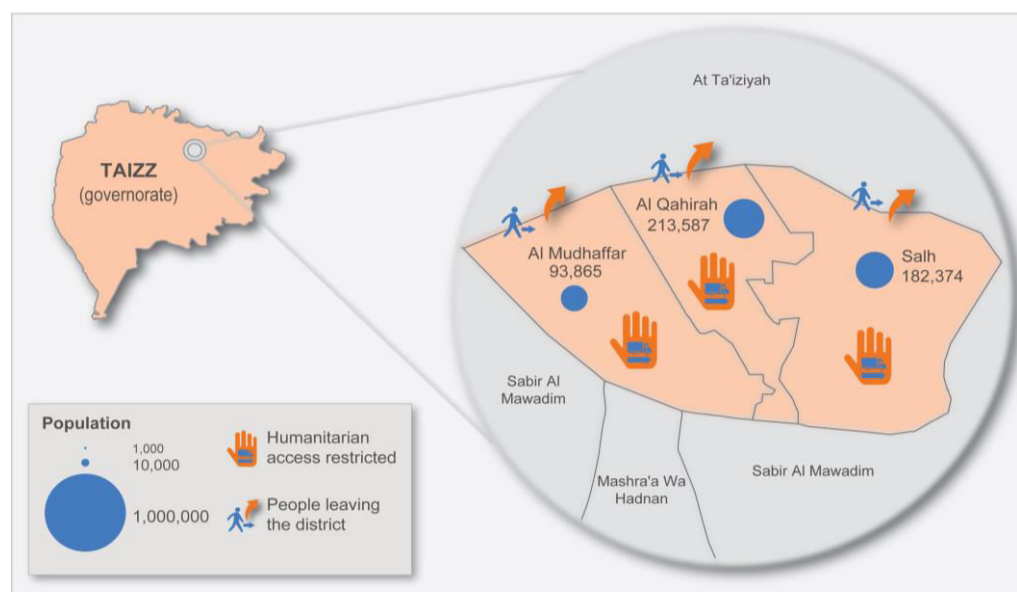 At Ta'iziyah
TAIZZ
(governorate)
Al Qahirah
213,587
Al Mudhaffar
93,865
Salh
182,374
Sabir Al
Mawadim
Mashra'a Wa
Hadnan
Sabir Al Mawadim
Population
1,000
10,000
1,000,000
Humanitarian
access restricted
People leaving
the district